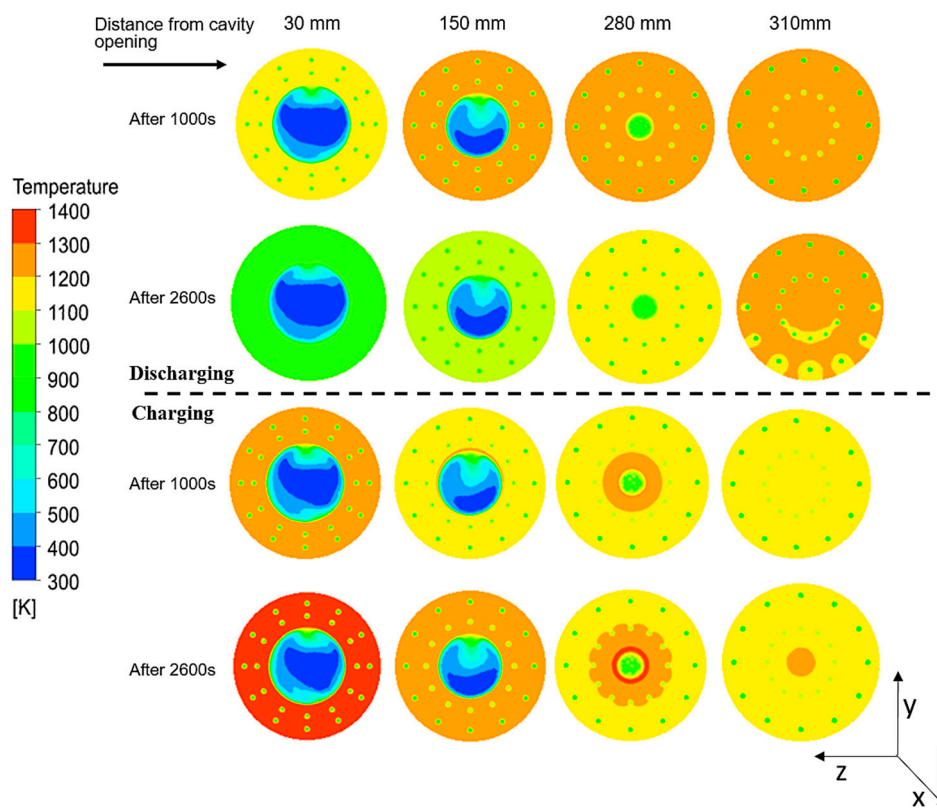 Distance from cavity
opening
30 mm
150 mm
280 mm
310mm
After 1000s
After 2600s
Discharging
Charging
After 1000s
After 2600s
Temperature
1400
1300
1200
1100
1000
900
800
700
600
500
400
300
[K]
y
z
x